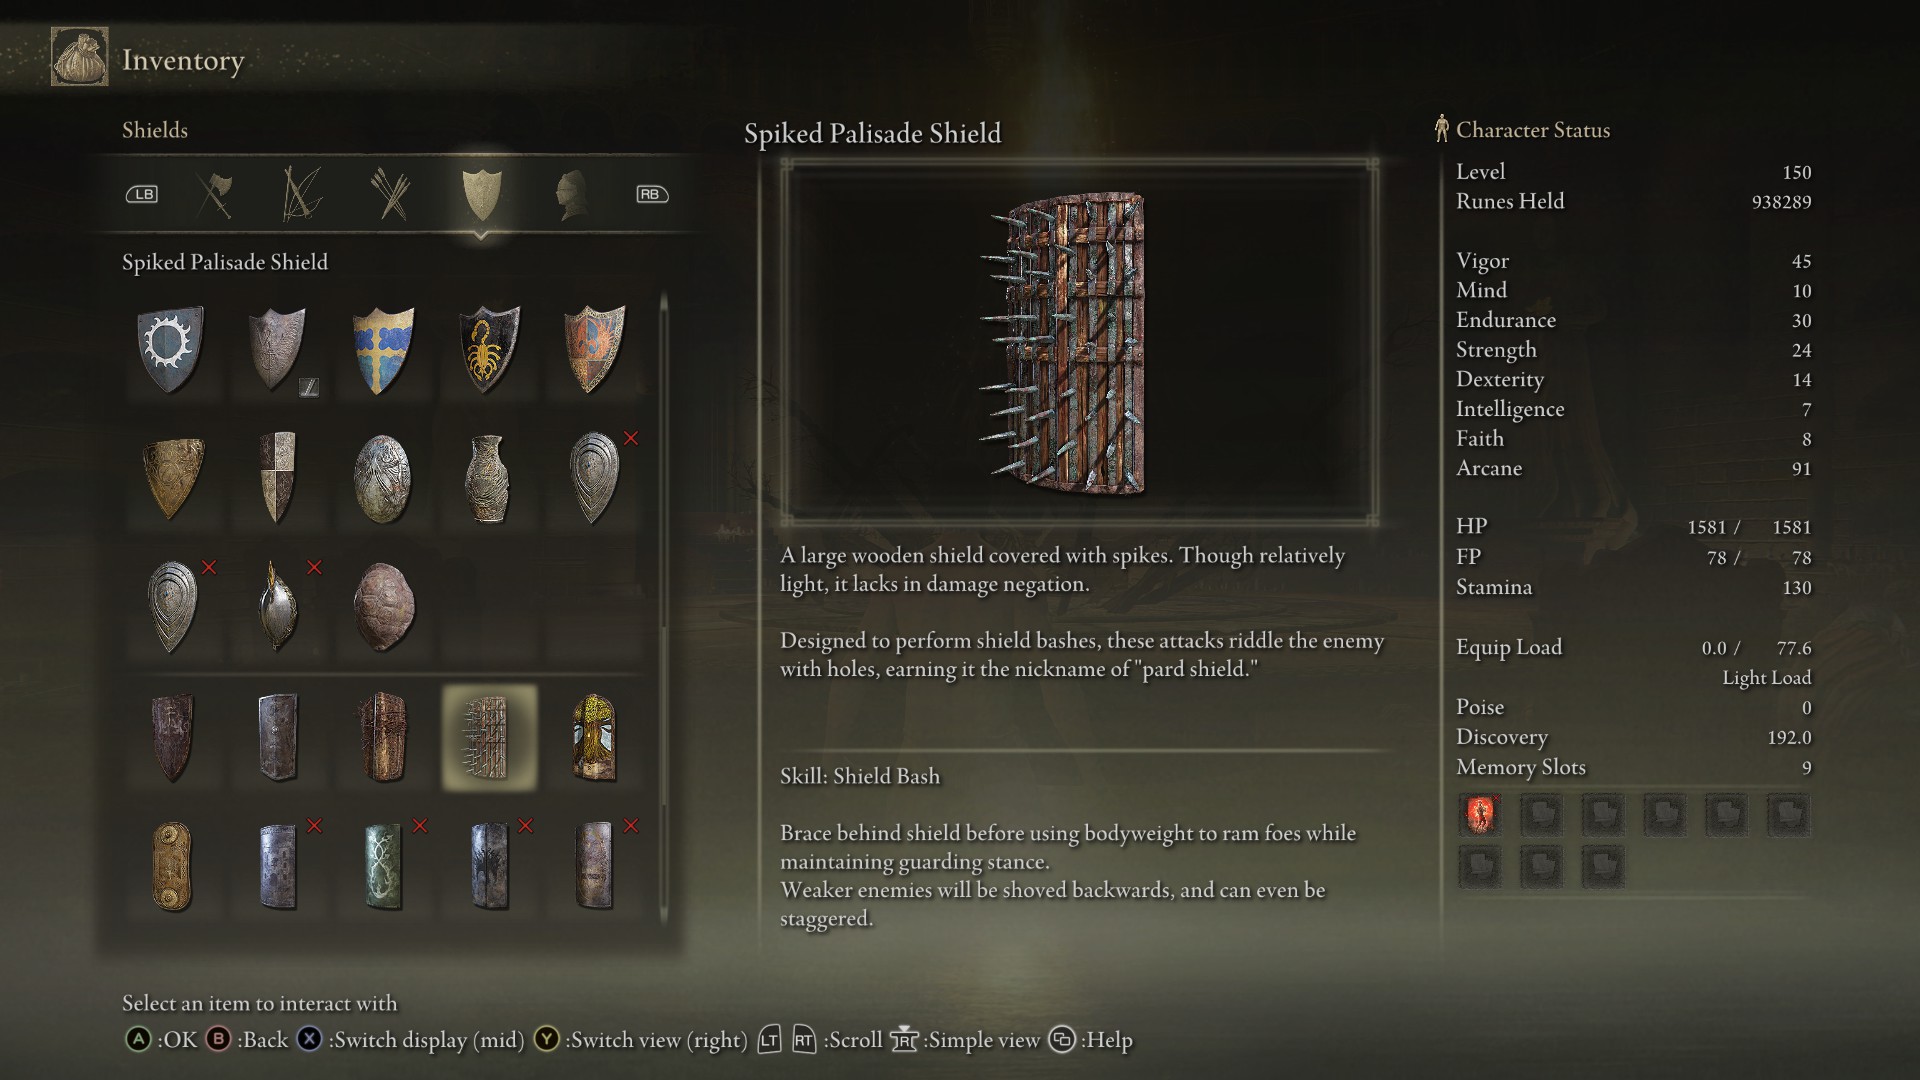 Inventory
Shields
LB
RB
Spiked Palisade Shield
Spiked Palisade Shield
A large wooden shield covered with spikes. Though relatively
light, it lacks in damage negation.
Designed to perform shield bashes, these attacks riddle the enemy
with holes, earning it the nickname of "pard shield."
Skill: Shield Bash
Brace behind shield before using bodyweight to ram foes while
maintaining guarding stance.
Weaker enemies will be shoved backwards, and can even be
staggered.
Character Status
Level 150
Runes Held 938289
Vigor 45
Mind 10
Endurance 30
Strength 24
Dexterity 14
Intelligence 7
Faith 8
Arcane 91
HP 1581 / 1581
FP 78 / 78
Stamina 130
Equip Load 0.0 / 77.6
Light Load
Poise 0
Discovery 192.0
Memory Slots 9
Select an item to interact with
A :OK B :Back X :Switch display (mid) Y :Switch view (right) LT RT :Scroll R :Simple view :Help